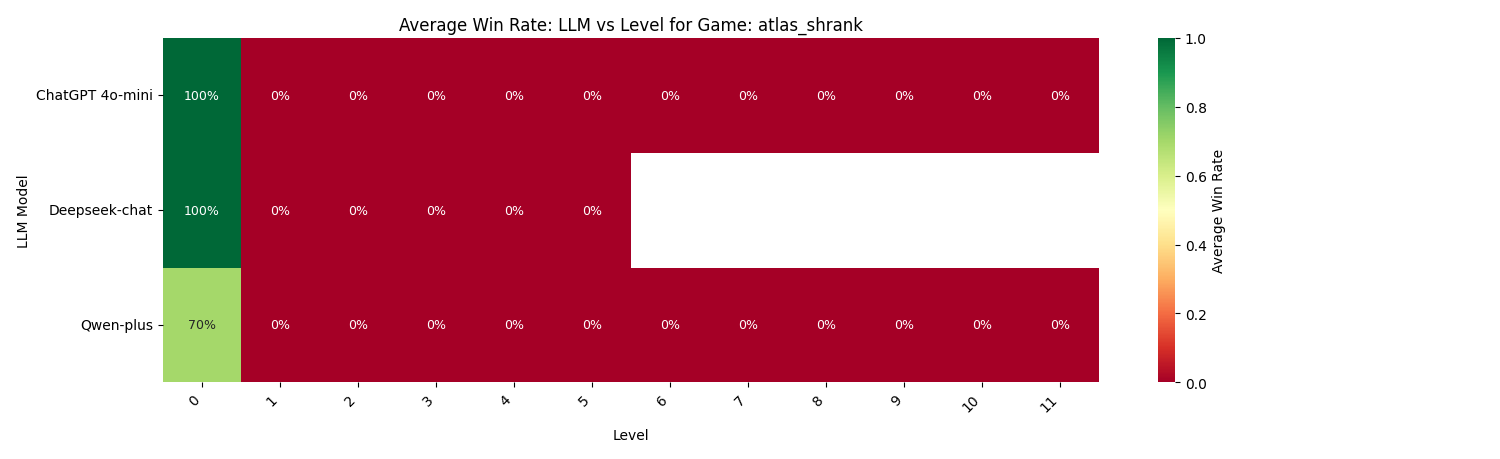 Average Win Rate: LLM vs Level for Game: atlas_shrank
LLM Model
ChatGPT 4o-mini 100% 0% 0% 0% 0% 0% 0% 0% 0% 0% 0% 0%
Deepseek-chat 100% 0% 0% 0% 0% 0%
Qwen-plus 70% 0% 0% 0% 0% 0% 0% 0% 0% 0% 0% 0%
0 1 2 3 4 5 6 7 8 9 10 11
Level
1.0
0.8
0.6
0.4
0.2
0.0
Average Win Rate